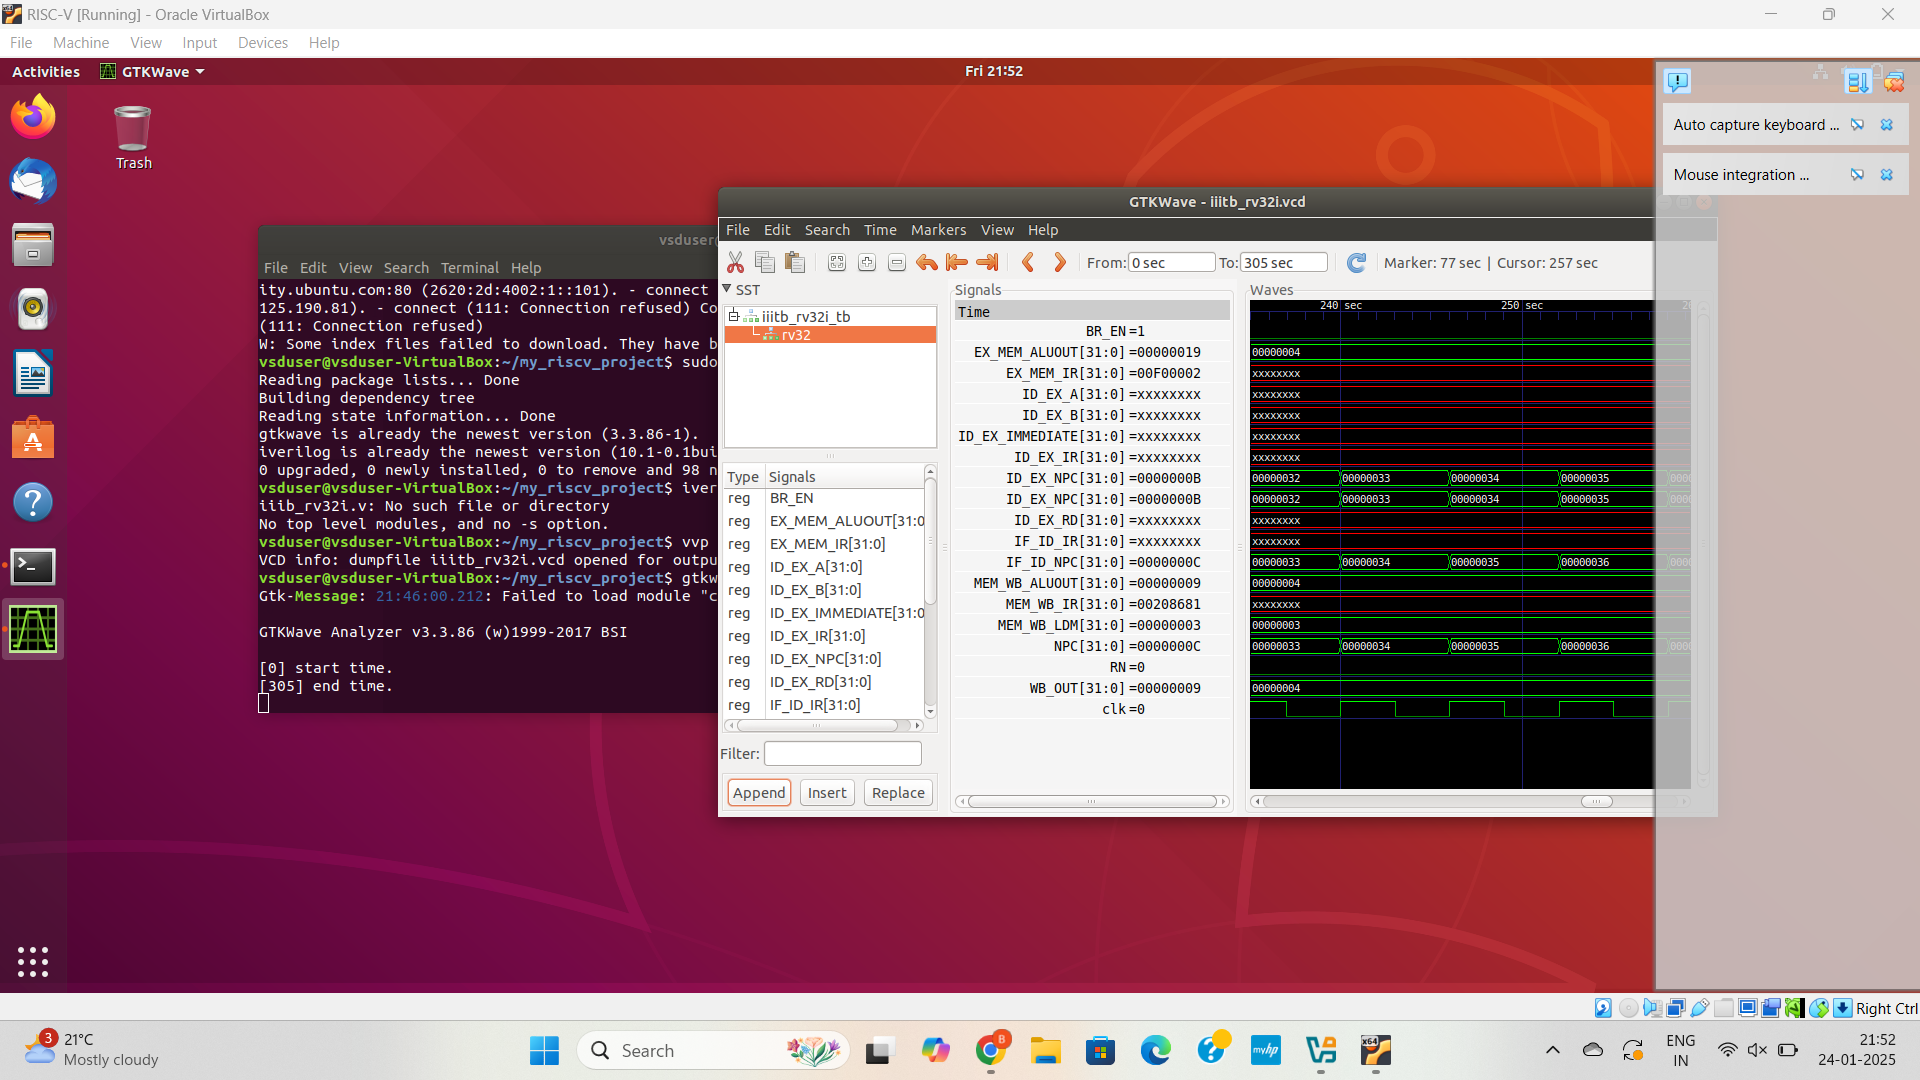 RISC-V [Running] - Oracle VirtualBox
File Machine View Input Devices Help
Activities GTKWave Fri 21:52
Trash
Auto capture keyboard ...
Mouse integration ...
vsduser@
File Edit View Search Terminal Help
ity.ubuntu.com:80 (2620:2d:4002:1::101). - connect
125.190.81). - connect (111: Connection refused) Co
(111: Connection refused)
W: Some index files failed to download. They have b
vsduser@vsduser-VirtualBox:~/my_riscv_project$ sudo
Reading package lists... Done
Building dependency tree
Reading state information... Done
gtkwave is already the newest version (3.3.86-1).
iverilog is already the newest version (10.1-0.1bui
0 upgraded, 0 newly installed, 0 to remove and 98 n
vsduser@vsduser-VirtualBox:~/my_riscv_project$ iver
iiib_rv32i.v: No such file or directory
No top level modules, and no -s option.
vsduser@vsduser-VirtualBox:~/my_riscv_project$ vvp
VCD info: dumpfile iiitb_rv32i.vcd opened for outpu
vsduser@vsduser-VirtualBox:~/my_riscv_project$ gtkw
Gtk-Message: 21:46:00.212: Failed to load module "c
GTKWave Analyzer v3.3.86 (w)1999-2017 BSI
[0] start time.
[305] end time.
GTKWave - iiitb_rv32i.vcd
File Edit Search Time Markers View Help
From: 0 sec To: 305 sec Marker: 77 sec | Cursor: 257 sec
SST
iiitb_rv32i_tb
rv32
Type Signals
reg BR_EN
reg EX_MEM_ALUOUT[31:0
reg EX_MEM_IR[31:0]
reg ID_EX_A[31:0]
reg ID_EX_B[31:0]
reg ID_EX_IMMEDIATE[31:0
reg ID_EX_IR[31:0]
reg ID_EX_NPC[31:0]
reg ID_EX_RD[31:0]
reg IF_ID_IR[31:0]
Filter:
Append Insert Replace
Signals
Time
BR_EN =1
EX_MEM_ALUOUT[31:0] =00000019
EX_MEM_IR[31:0] =00F00002
ID_EX_A[31:0] =xxxxxxxx
ID_EX_B[31:0] =xxxxxxxx
ID_EX_IMMEDIATE[31:0] =xxxxxxxx
ID_EX_IR[31:0] =xxxxxxxx
ID_EX_NPC[31:0] =0000000B
ID_EX_NPC[31:0] =0000000B
ID_EX_RD[31:0] =xxxxxxxx
IF_ID_IR[31:0] =xxxxxxxx
IF_ID_NPC[31:0] =0000000C
MEM_WB_ALUOUT[31:0] =00000009
MEM_WB_IR[31:0] =00208681
MEM_WB_LDM[31:0] =00000003
NPC[31:0] =0000000C
RN =0
WB_OUT[31:0] =00000009
clk =0
Waves
240 sec 250 sec
00000004
xxxxxxxx
xxxxxxxx
xxxxxxxx
xxxxxxxx
xxxxxxxx
00000032 00000033 00000034 00000035
00000032 00000033 00000034 00000035
xxxxxxxx
xxxxxxxx
00000033 00000034 00000035 00000036
00000004
xxxxxxxx
00000003
00000033 00000034 00000035 00000036
00000004
Right Ctrl
3 21°C
Mostly cloudy
Search
B
myhp
x64
ENG
IN
21:52
24-01-2025